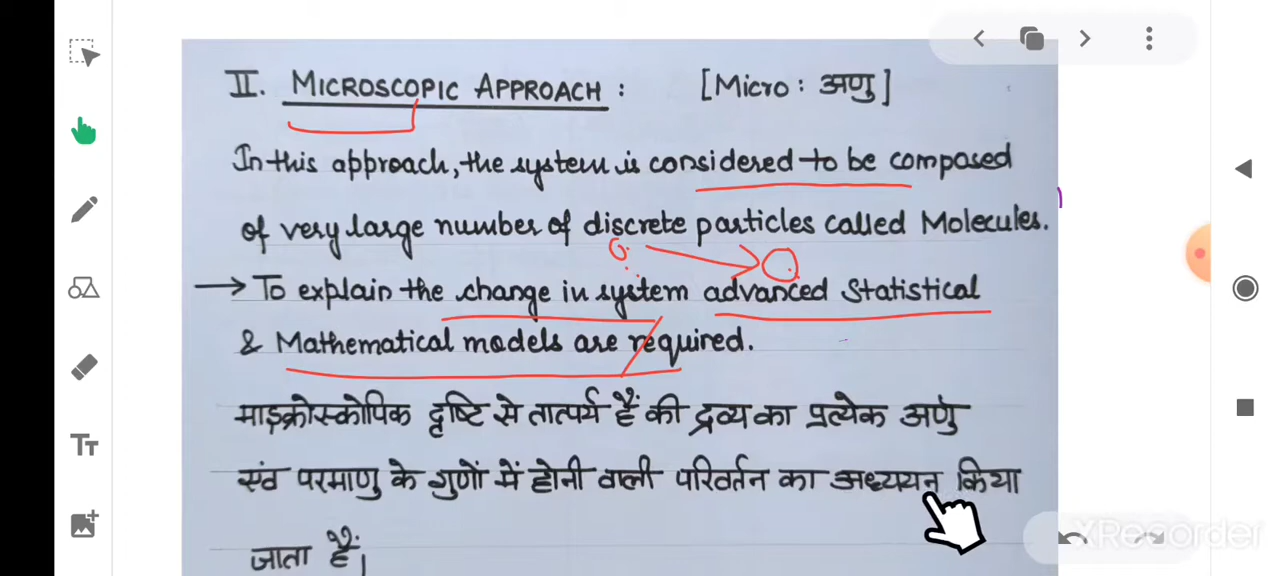 II. MICROSCOPIC APPROACH : [Micro : अणु]
In this approach, the system is considered to be composed
of very large number of discrete particles called Molecules.
→ To explain the change in system advanced Statistical
& Mathematical models are required.
माइक्रोस्कोपिक दृष्टि से तात्पर्य हैं की द्रव्य का प्रत्येक अणु
एंव परमाणु के गुणों में होनी वाली परिवर्तन का अध्ययन किया
जाता हैं।
Tт
XRecorder